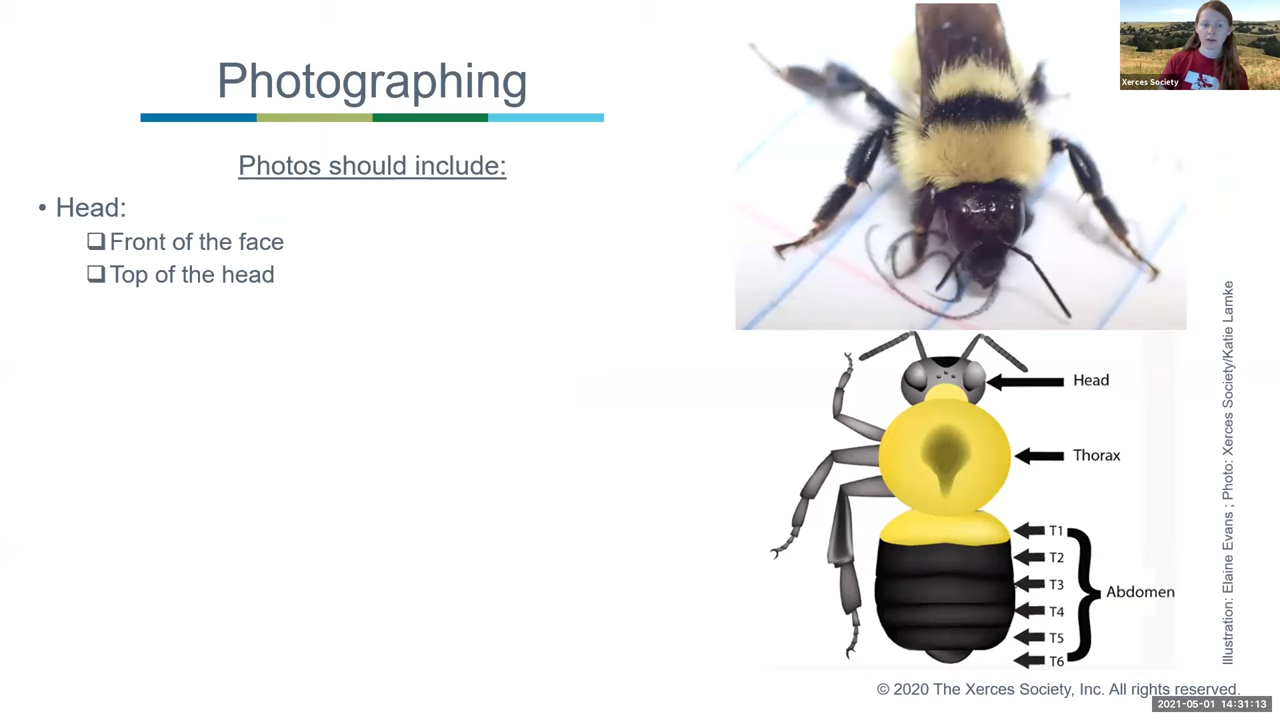 Photographing
Photos should include:
• Head:
❑ Front of the face
❑ Top of the head
Xerces Society
Head
Thorax
T1
T2
T3
T4
T5
T6
Abdomen
Illustration: Elaine Evans ; Photo: Xerces Society/Katie Lamke
© 2020 The Xerces Society, Inc. All rights reserved.
2021-05-01 14:31:13